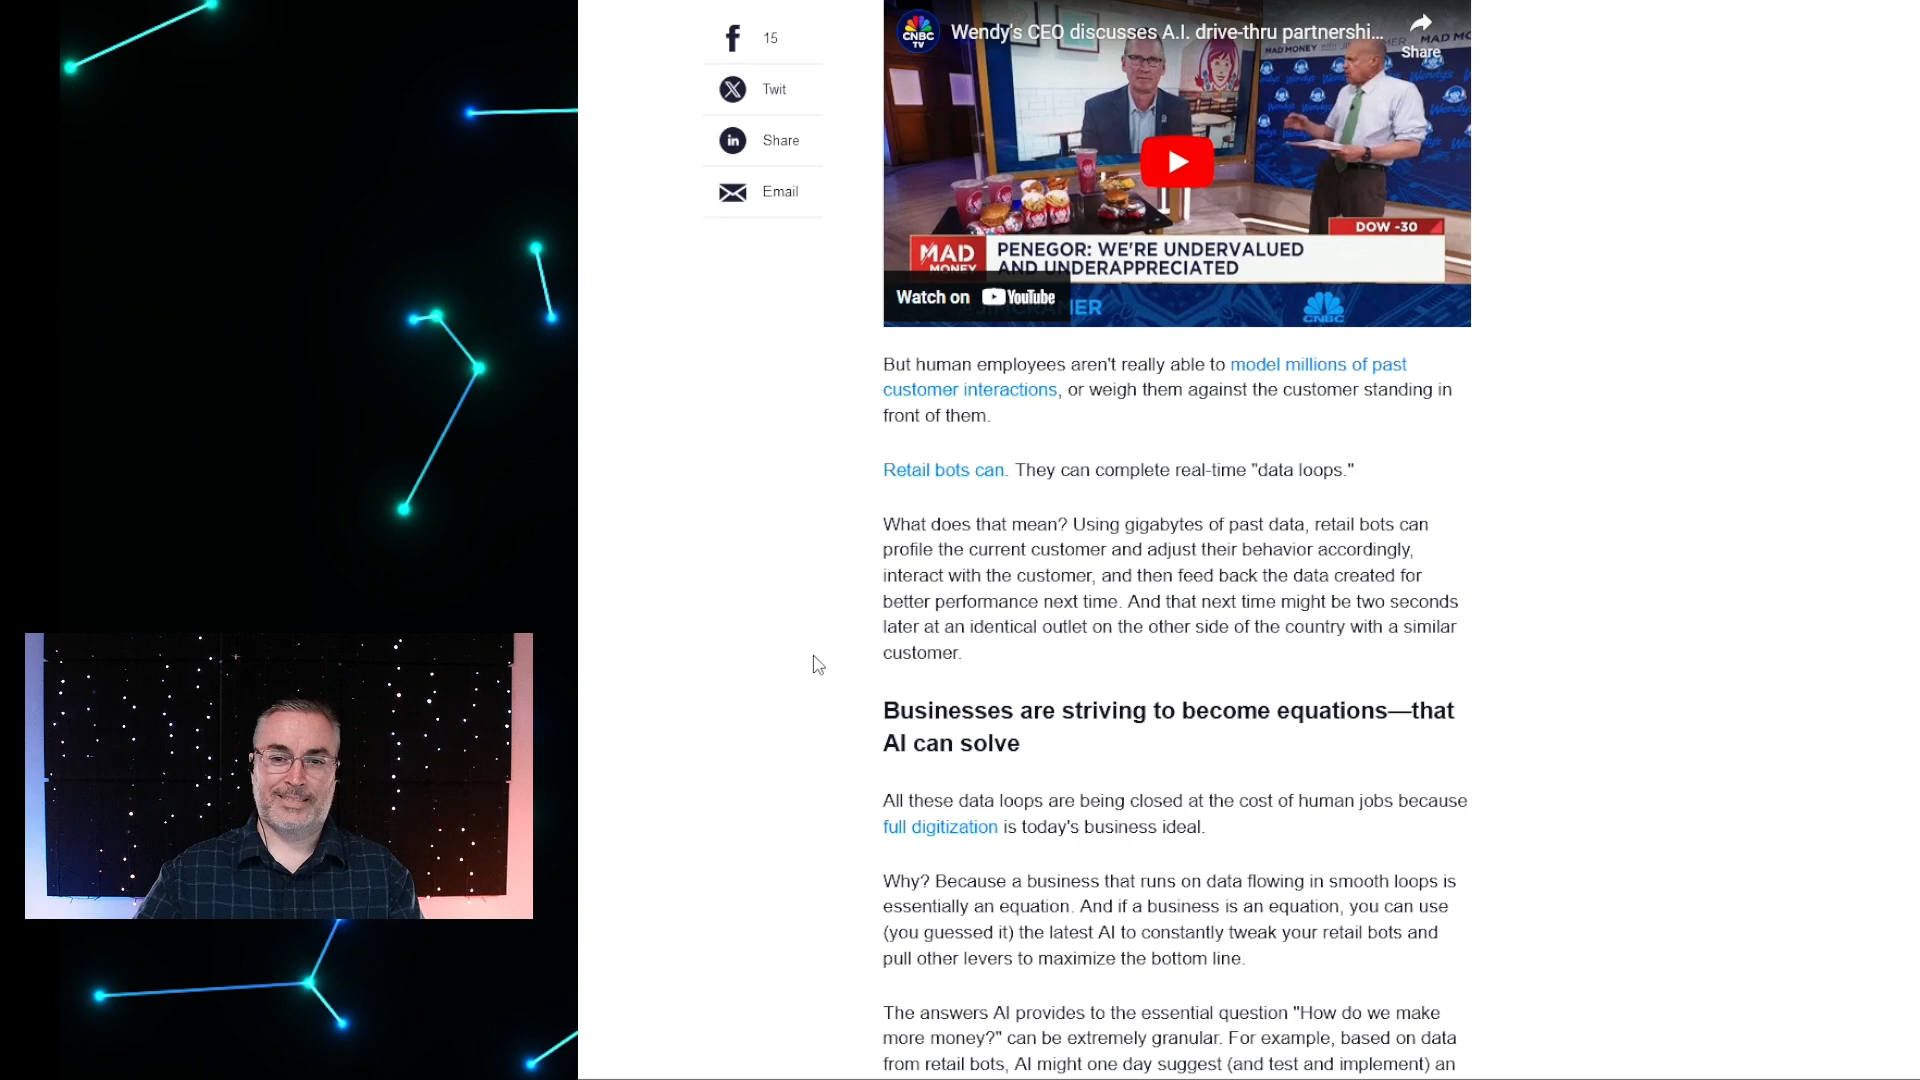 15
Twit
Share
Email
CNBC
TV
Wendy's CEO discusses A.I. drive-thru partnershi...
Share
MAD MONEY
DOW -30
MAD
MONEY
PENEGOR: WE'RE UNDERVALUED
AND UNDERAPPRECIATED
Watch on YouTube
CNBC
But human employees aren't really able to model millions of past
customer interactions, or weigh them against the customer standing in
front of them.
Retail bots can. They can complete real-time "data loops."
What does that mean? Using gigabytes of past data, retail bots can
profile the current customer and adjust their behavior accordingly,
interact with the customer, and then feed back the data created for
better performance next time. And that next time might be two seconds
later at an identical outlet on the other side of the country with a similar
customer.
Businesses are striving to become equations—that
AI can solve
All these data loops are being closed at the cost of human jobs because
full digitization is today's business ideal.
Why? Because a business that runs on data flowing in smooth loops is
essentially an equation. And if a business is an equation, you can use
(you guessed it) the latest AI to constantly tweak your retail bots and
pull other levers to maximize the bottom line.
The answers AI provides to the essential question "How do we make
more money?" can be extremely granular. For example, based on data
from retail bots, AI might one day suggest (and test and implement) an